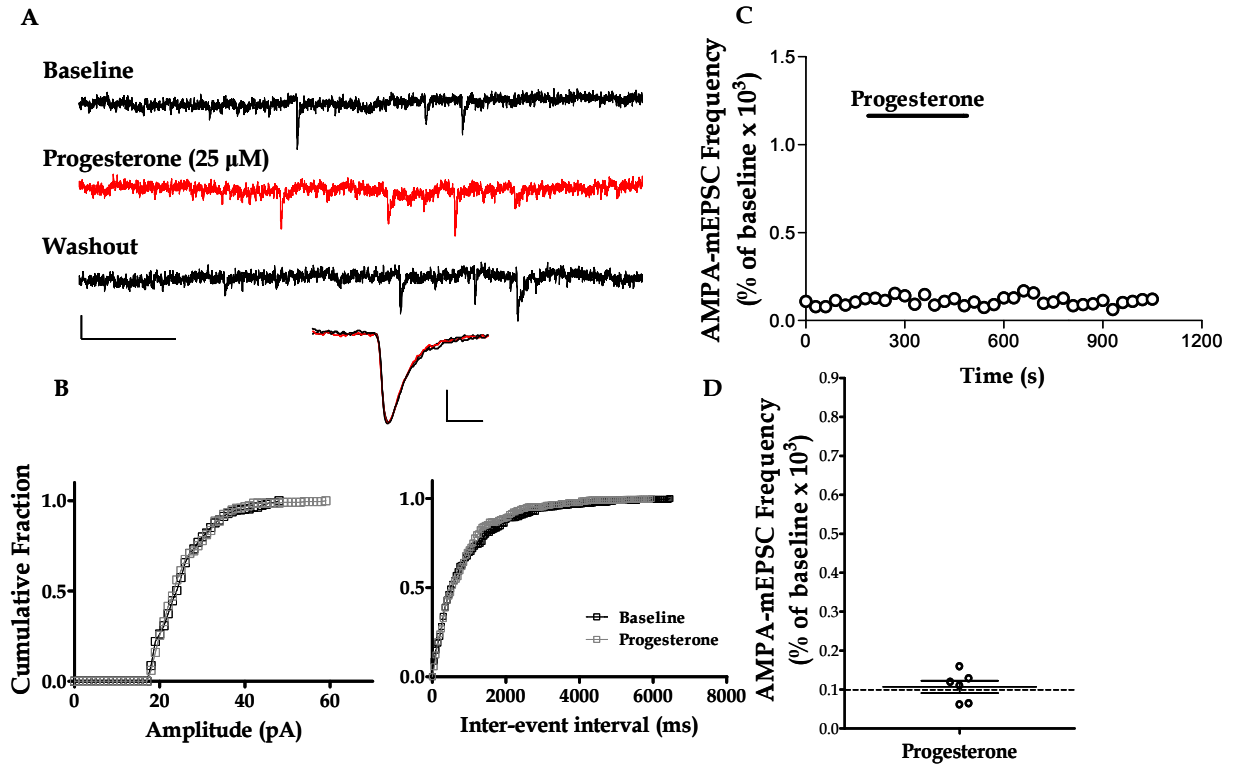 A
Baseline
Progesterone (25 μM)
Washout
B
Cumulative Fraction
1.0
0.5
0.0
0
20
40
60
Amplitude (pA)
1.0
0.5
0.0
0
2000
4000
6000
8000
Inter-event interval (ms)
Baseline
Progesterone
C
AMPA-mEPSC Frequency
(% of baseline x 10³)
1.5
1.0
0.5
0.0
Progesterone
0
300
600
900
1200
Time (s)
D
AMPA-mEPSC Frequency
(% of baseline x 10³)
0.9
0.8
0.7
0.6
0.5
0.4
0.3
0.2
0.1
0.0
Progesterone